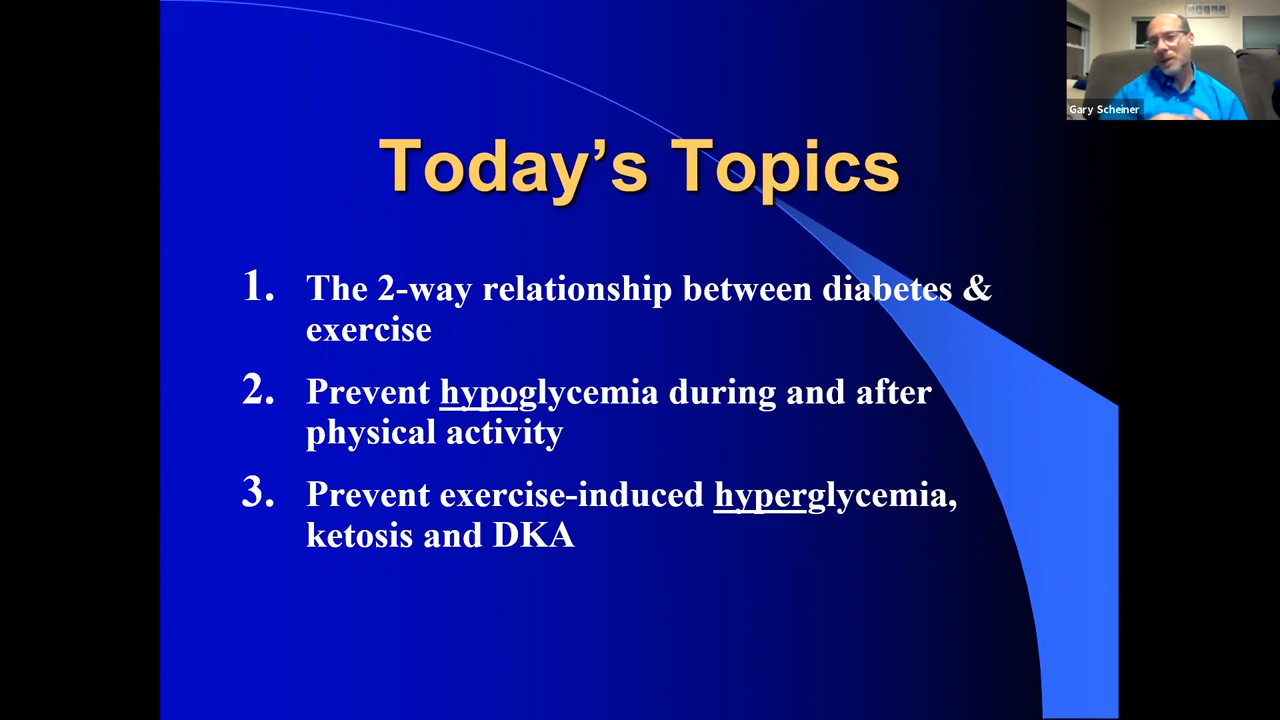 Gary Scheiner
Today’s Topics
1. The 2-way relationship between diabetes &
exercise
2. Prevent hypoglycemia during and after
physical activity
3. Prevent exercise-induced hyperglycemia,
ketosis and DKA